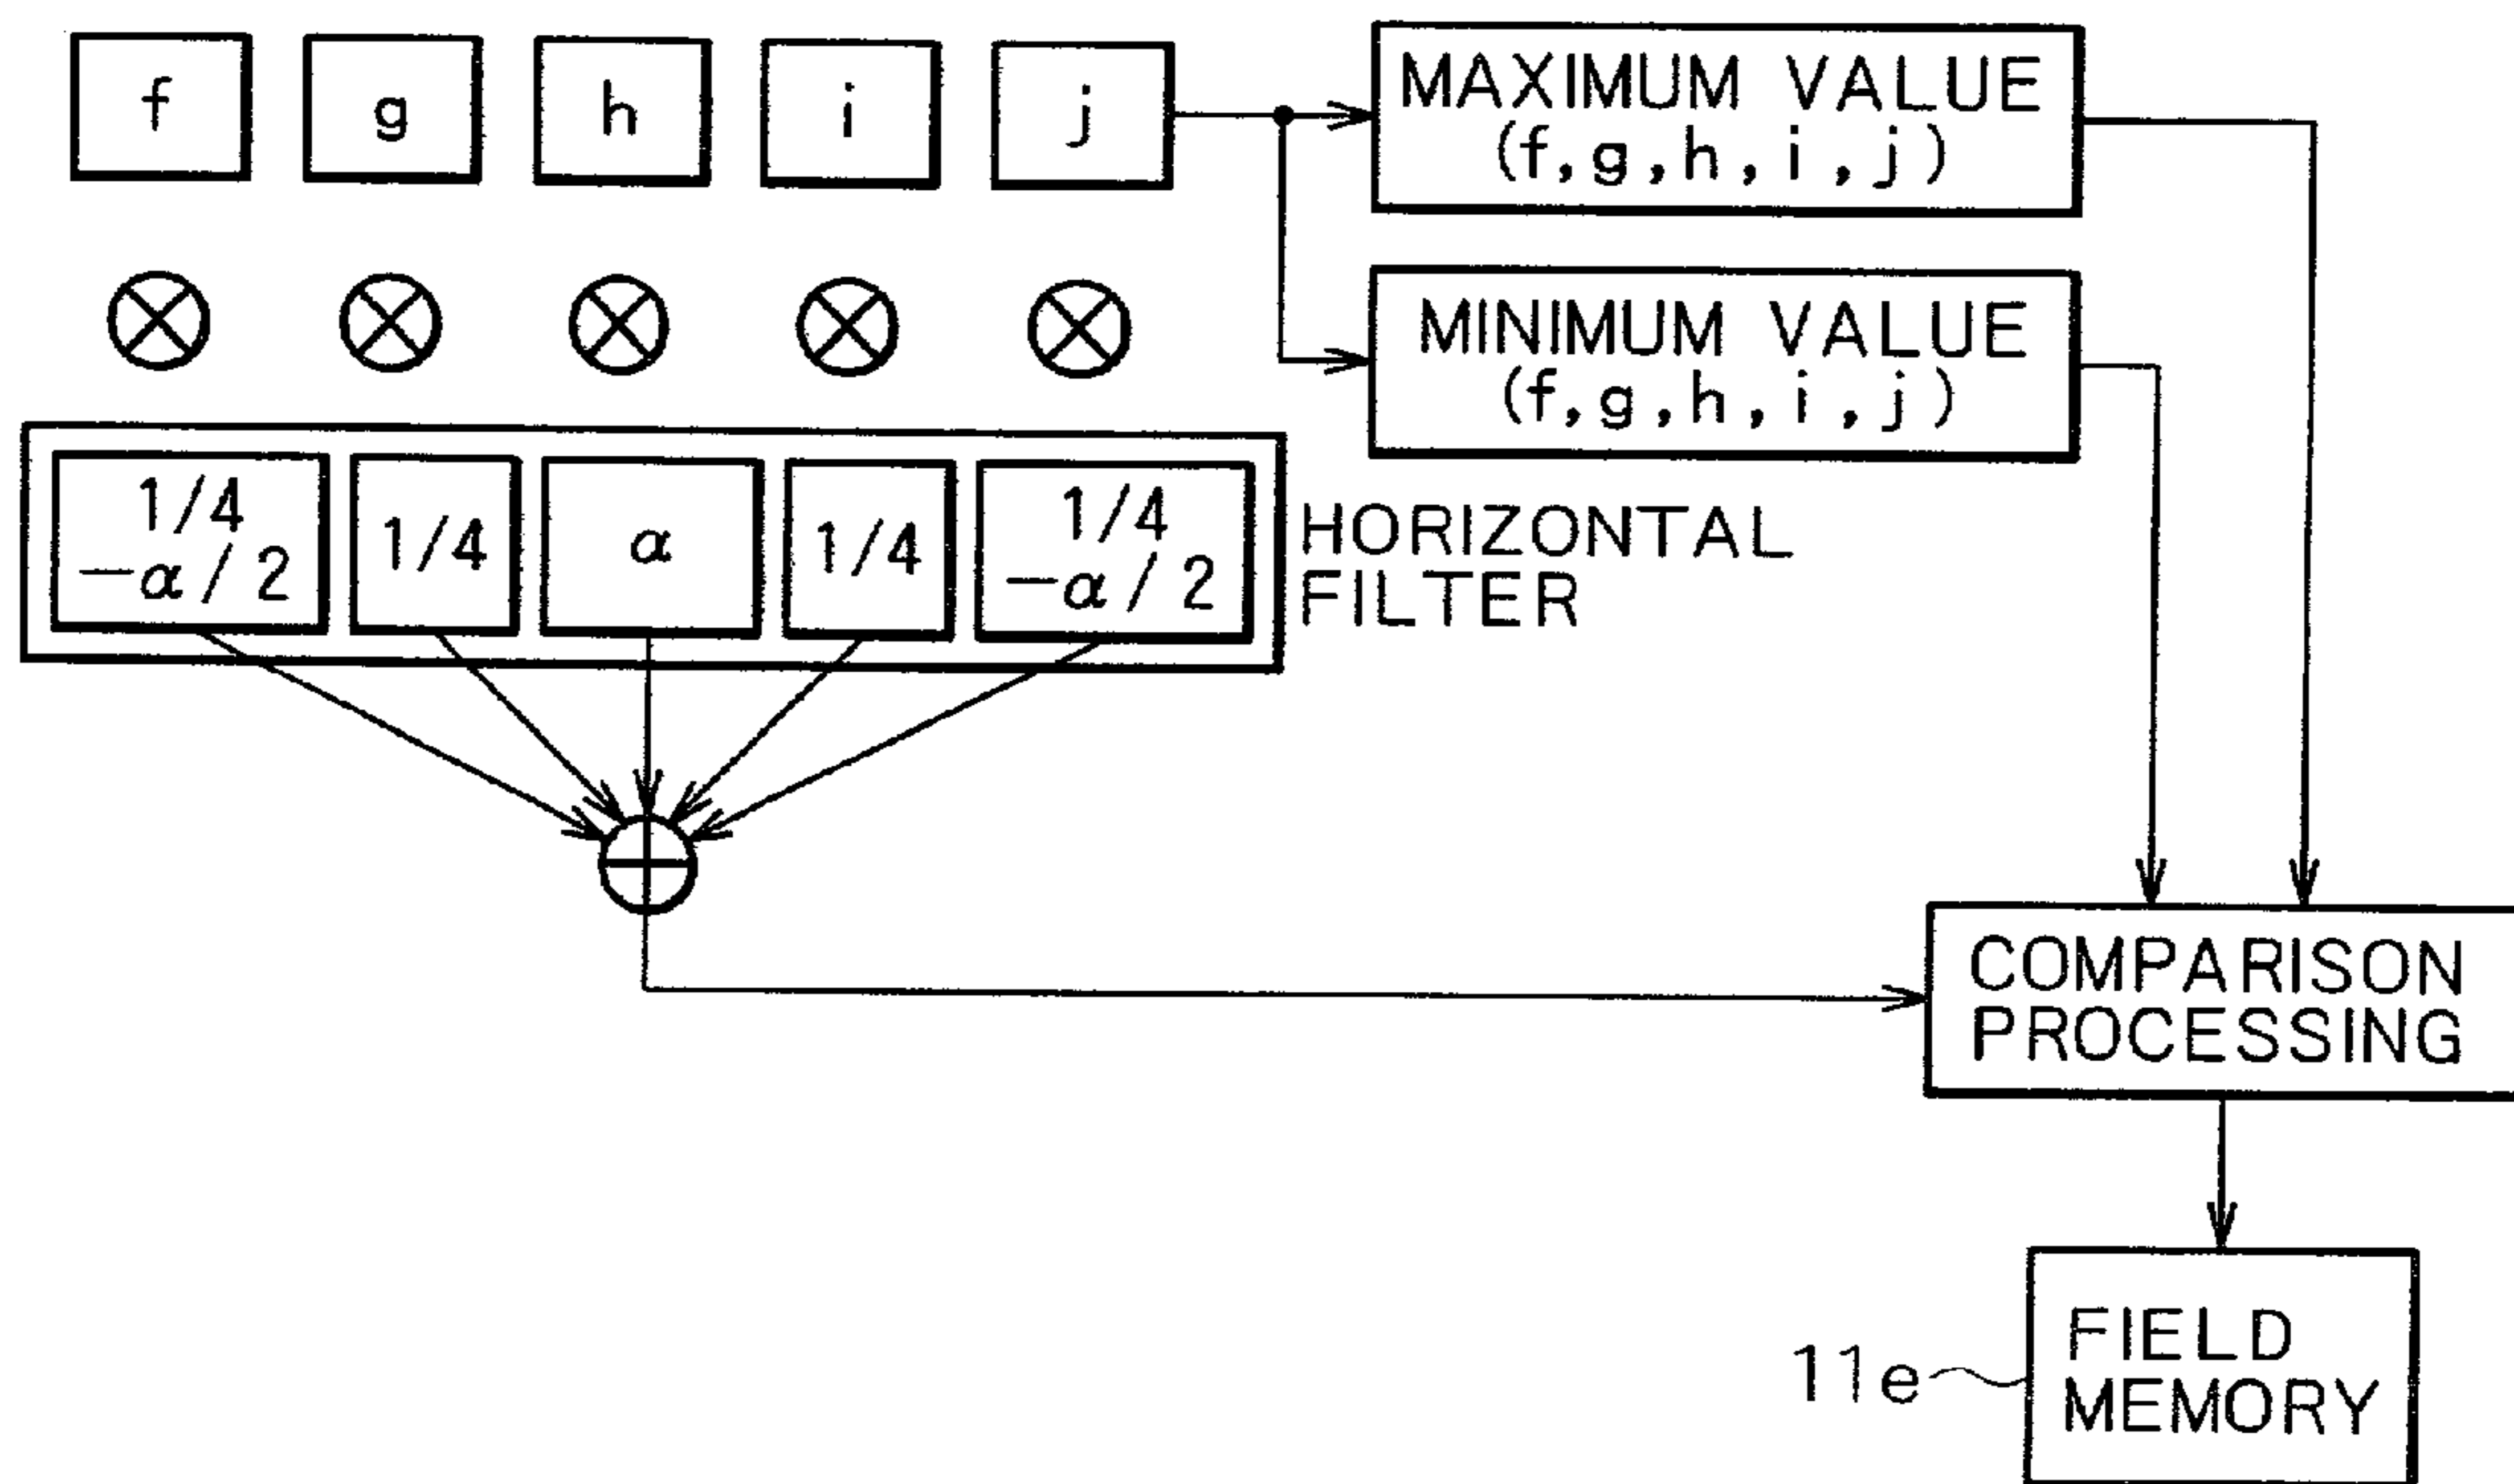 f
g
h
i
j
MAXIMUM VALUE
(f,g,h,i,j)
MINIMUM VALUE
(f,g,h,i,j)
1/4
-α/2
1/4
α
1/4
1/4
-α/2
HORIZONTAL
FILTER
COMPARISON
PROCESSING
11e
FIELD
MEMORY